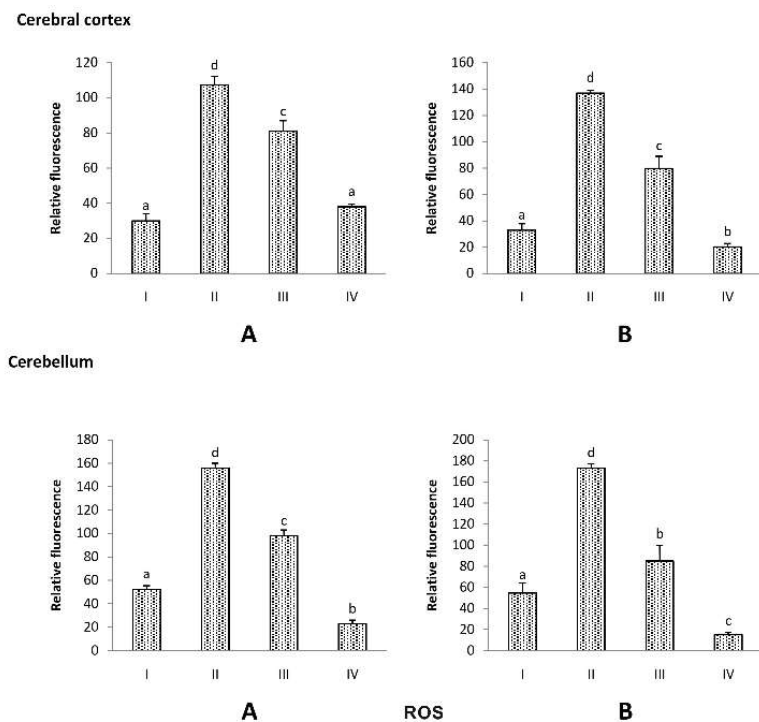 Cerebral cortex
Relative fluorescence
120
100
80
60
40
20
0
a
d
c
a
I II III IV
A
Relative fluorescence
160
140
120
100
80
60
40
20
0
a
d
c
b
I II III IV
B
Cerebellum
Relative fluorescence
180
160
140
120
100
80
60
40
20
0
a
d
c
b
I II III IV
A
Relative fluorescence
200
180
160
140
120
100
80
60
40
20
0
a
d
b
c
I II III IV
B
ROS